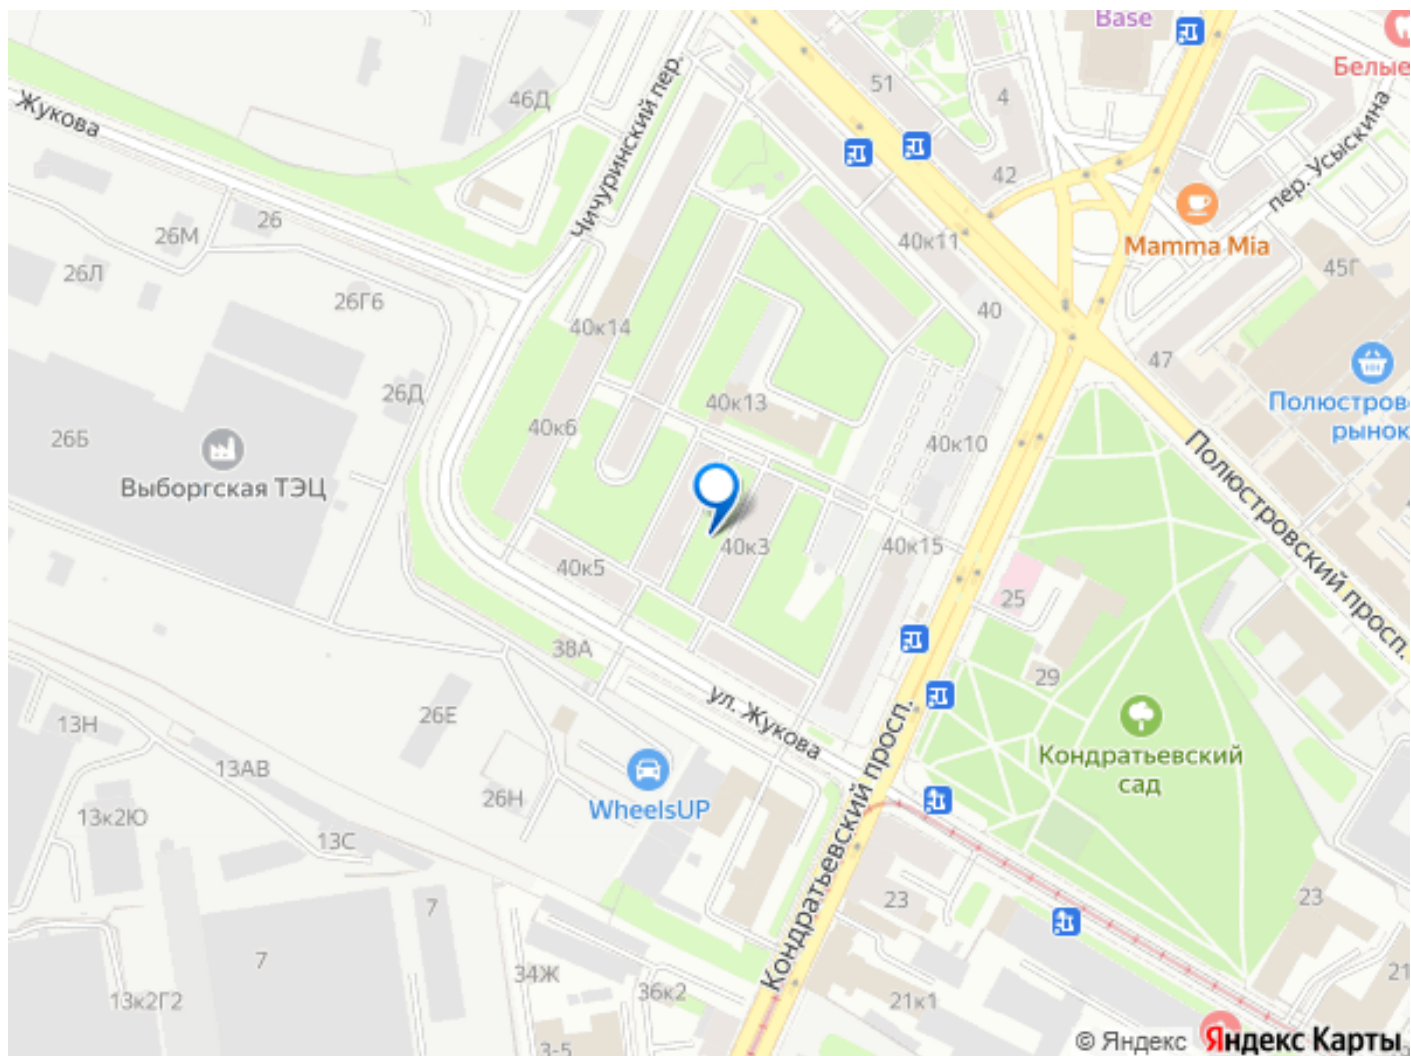 Base
Белые
51
4
46Д
Жукова
Чичуринский пер.
пер. Усыскина
42
26
26М
40к11
Mamma Mia
26Л
45Г
26Г6
40
40к14
47
26Д
40к13
Полюстров
рынок
26Б
40к6
40к10
Полюстровский просп.
Выборгская ТЭЦ
40к3
40к15
40к5
25
38А
29
ул. Жукова
26Е
13Н
Кондратьевский
сад
13АВ
26Н
WheelsUP
13к2Ю
13С
Кондратьевский просп.
23
23
7
7
34Ж
36к2
21к1
21
13к2Г2
3-5
© Яндекс Яндекс Карты